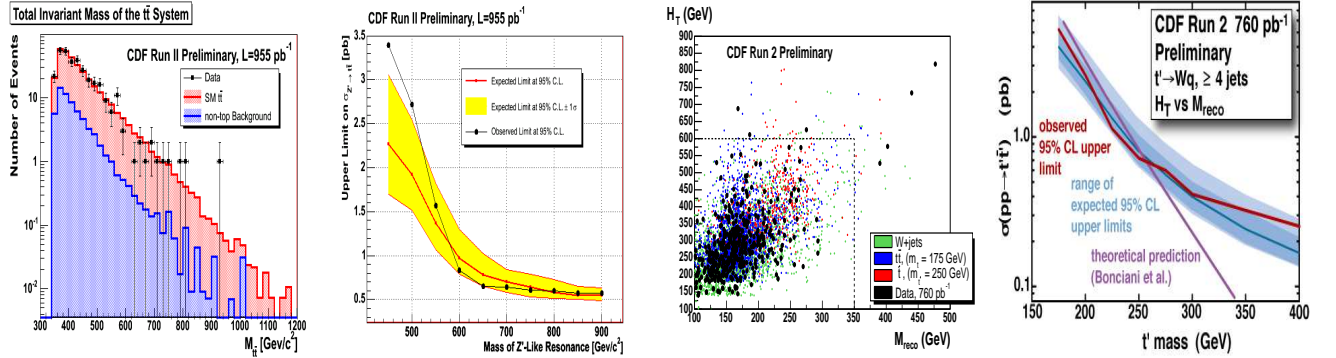 Total Invariant Mass of the tt̄ System
CDF Run II Preliminary, L=955 pb⁻¹
Data
SM tt̄
non-top Background
Number of Events
10
1
10⁻¹
10⁻²
300 400 500 600 700 800 900 1000 1100 1200
M_tt̄ [Gev/c²]
CDF Run II Preliminary, L=955 pb⁻¹
Expected Limit at 95% C.L.
Expected Limit at 95% C.L. ± 1σ
Observed Limit at 95% C.L.
Upper Limit on σ_Z'→tt̄ [pb]
3.5
3.0
2.5
2
1.5
1
0.5
500 600 700 800 900
Mass of Z'-Like Resonance [Gev/c²]
H_T (GeV)
CDF Run 2 Preliminary
900
850
800
750
700
650
600
550
500
450
400
350
300
250
200
150
100
W+jets
tt̄, (m_t = 175 GeV)
t', (m_t' = 250 GeV)
Data, 760 pb⁻¹
100 150 200 250 300 350 400 450 500
M_reco (GeV)
CDF Run 2 760 pb⁻¹
Preliminary
t'→Wq, ≥ 4 jets
H_T vs M_reco
σ(pp→t't̄') (pb)
1.0
0.1
observed
95% CL upper
limit
range of
expected 95% CL
upper limits
theoretical prediction
(Bonciani et al.)
150 200 250 300 350 400
t' mass (GeV)